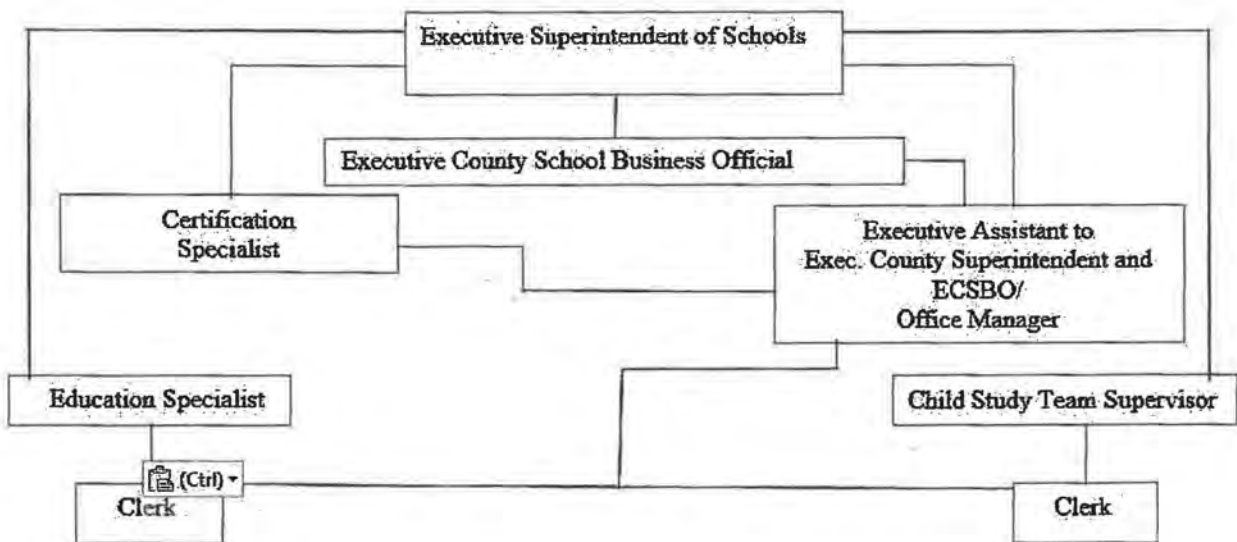 Executive Superintendent of Schools
Executive County School Business Official
Certification
Specialist
Executive Assistant to
Exec. County Superintendent and
ECSBO/
Office Manager
Education Specialist
Child Study Team Supervisor
(Ctrl)
Clerk
Clerk